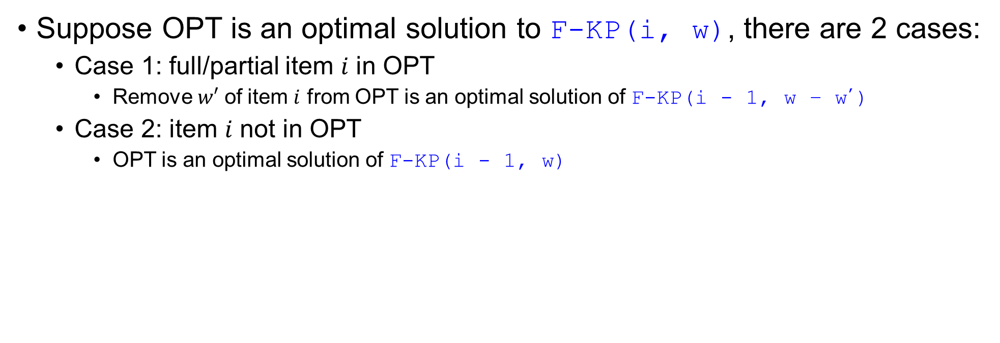 • Suppose OPT is an optimal solution to F-KP(i, w), there are 2 cases:
• Case 1: full/partial item i in OPT
• Remove w′ of item i from OPT is an optimal solution of F-KP(i - 1, w – w’)
• Case 2: item i not in OPT
• OPT is an optimal solution of F-KP(i - 1, w)